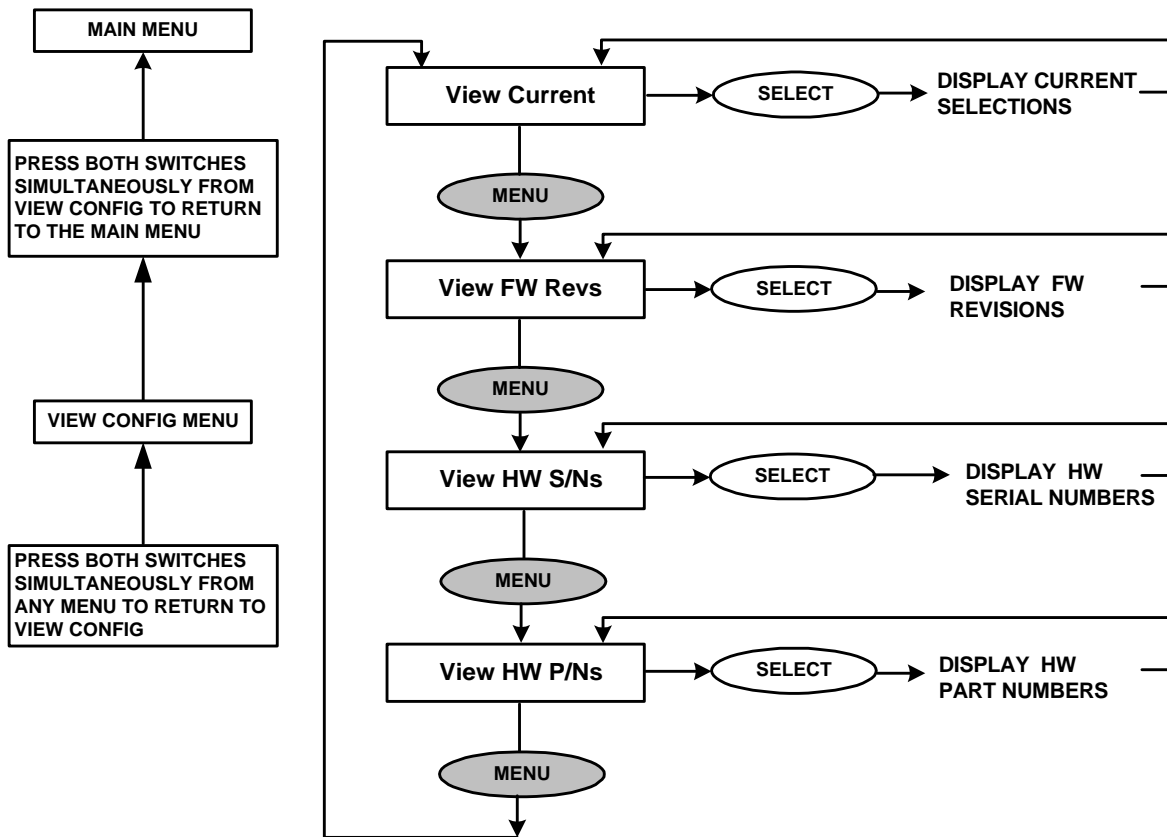 MAIN MENU
PRESS BOTH SWITCHES
SIMULTANEOUSLY FROM
VIEW CONFIG TO RETURN
TO THE MAIN MENU
VIEW CONFIG MENU
PRESS BOTH SWITCHES
SIMULTANEOUSLY FROM
ANY MENU TO RETURN TO
VIEW CONFIG
View Current
SELECT
DISPLAY CURRENT
SELECTIONS
MENU
View FW Revs
SELECT
DISPLAY FW
REVISIONS
MENU
View HW S/Ns
SELECT
DISPLAY HW
SERIAL NUMBERS
MENU
View HW P/Ns
SELECT
DISPLAY HW
PART NUMBERS
MENU